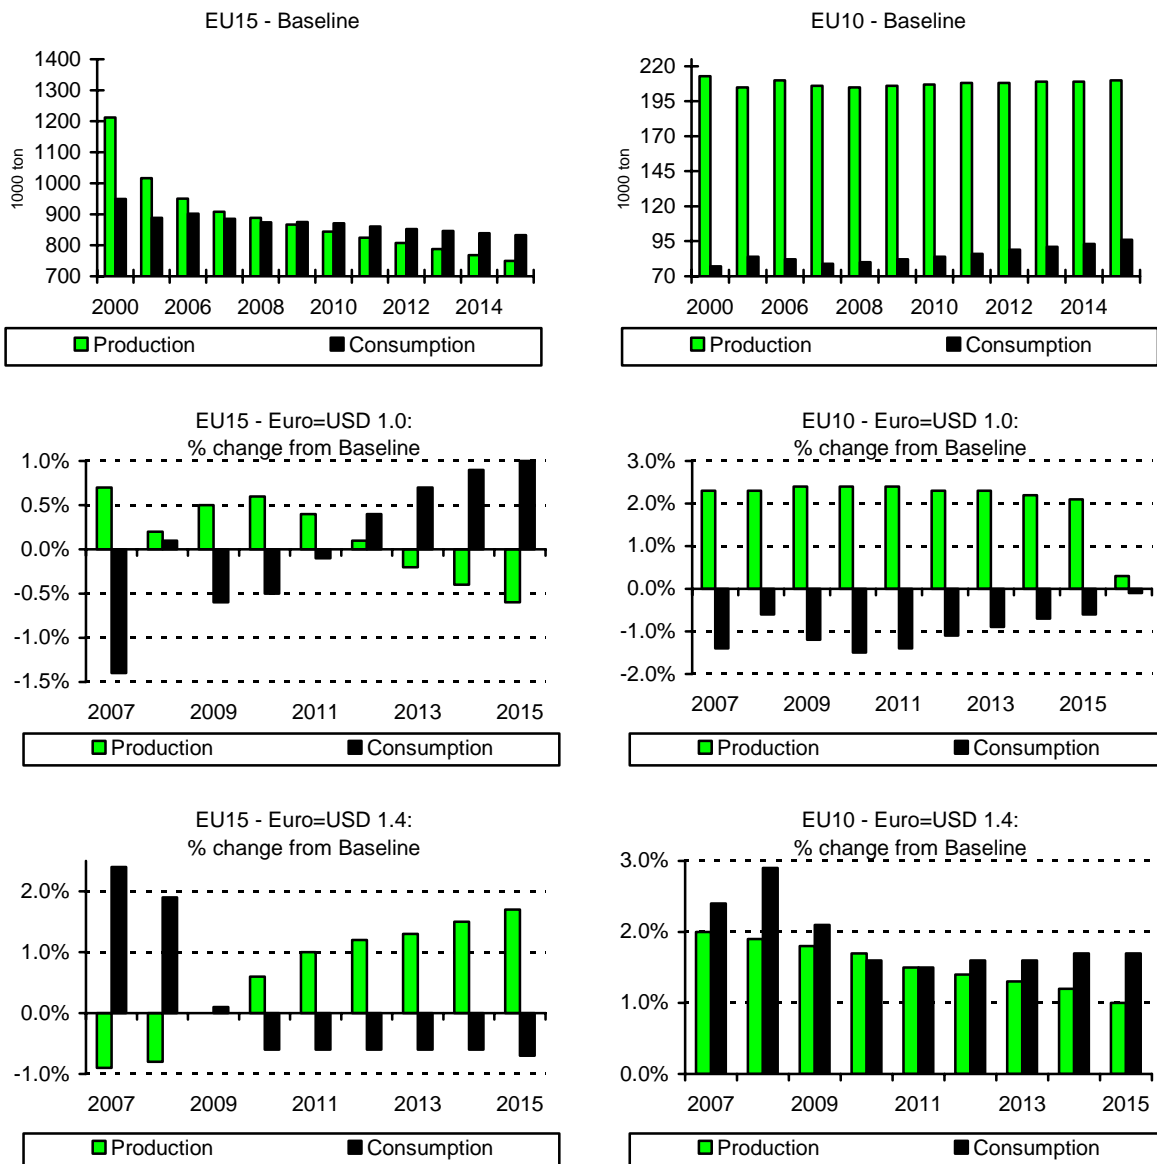 EU15 - Baseline
1400
1300
1200
1100
1000
900
800
700
1000 ton
2000 2006 2008 2010 2012 2014
Production Consumption
EU10 - Baseline
220
195
170
145
120
95
70
1000 ton
2000 2006 2008 2010 2012 2014
Production Consumption
EU15 - Euro=USD 1.0:
% change from Baseline
1.0%
0.5%
0.0%
-0.5%
-1.0%
-1.5%
2007 2009 2011 2013 2015
Production Consumption
EU10 - Euro=USD 1.0:
% change from Baseline
3.0%
2.0%
1.0%
0.0%
-1.0%
-2.0%
2007 2009 2011 2013 2015
Production Consumption
EU15 - Euro=USD 1.4:
% change from Baseline
2.0%
1.0%
0.0%
-1.0%
2007 2009 2011 2013 2015
Production Consumption
EU10 - Euro=USD 1.4:
% change from Baseline
3.0%
2.0%
1.0%
0.0%
2007 2009 2011 2013 2015
Production Consumption